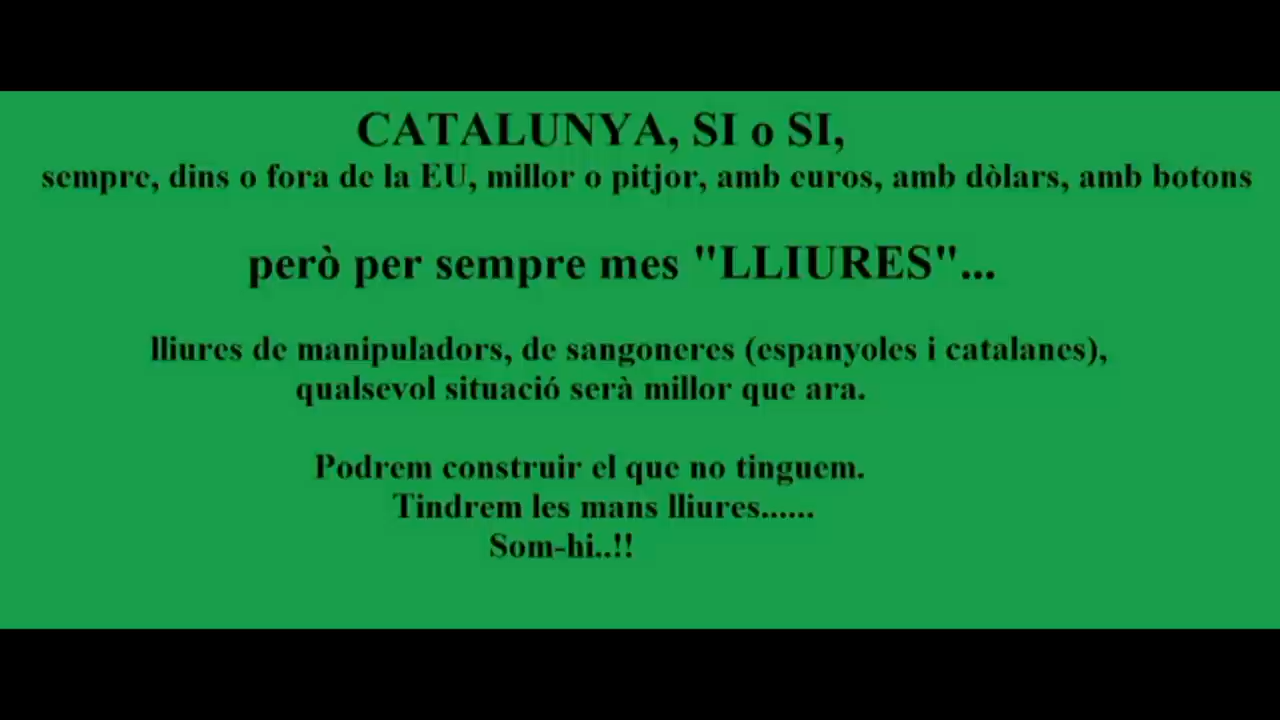 CATALUNYA, SI o SI,
sempre, dins o fora de la EU, millor o pitjor, amb euros, amb dòlars, amb botons
però per sempre mes "LLIURES"...
lliures de manipuladors, de sangoneres (espanyoles i catalanes),
qualsevol situació serà millor que ara.
Podrem construir el que no tinguem.
Tindrem les mans lliures......
Som-hi..!!